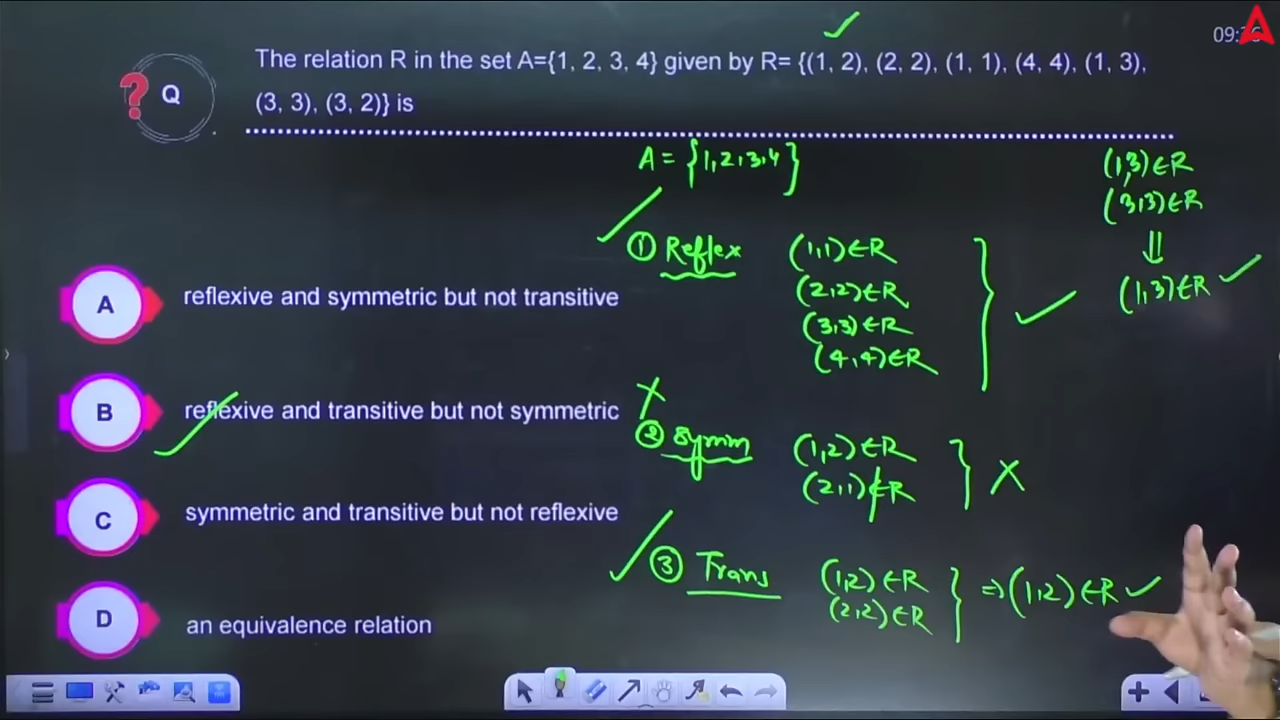 09:36
Q
The relation R in the set A={1, 2, 3, 4} given by R= {(1, 2), (2, 2), (1, 1), (4, 4), (1, 3),
(3, 3), (3, 2)} is
A = {1,2,3,4}
① Reflex
(1,1)∈R
(2,2)∈R
(3,3)∈R
(4,4)∈R
(1,3)∈R
(3,3)∈R
⇓
(1,3)∈R ✓
A
reflexive and symmetric but not transitive
B
reflexive and transitive but not symmetric
② Symm
(1,2)∈R
(2,1)∉R
X
C
symmetric and transitive but not reflexive
③ Trans
(1,2)∈R
(2,2)∈R
⇒(1,2)∈R ✓
D
an equivalence relation